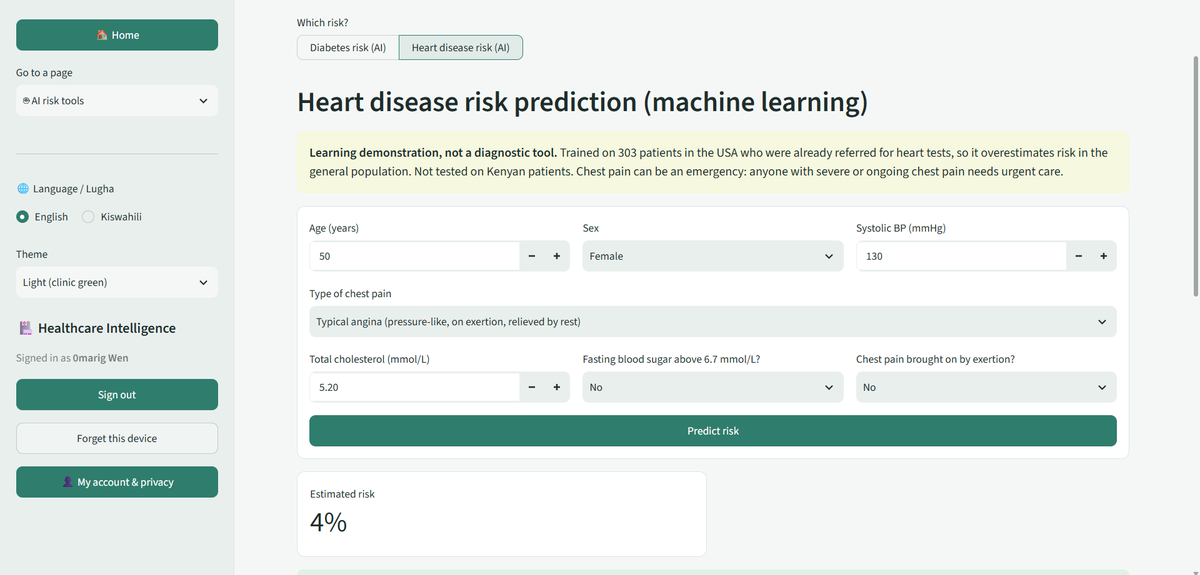 Home
Go to a page
AI risk tools
Language / Lugha
English
Kiswahili
Theme
Light (clinic green)
Healthcare Intelligence
Signed in as 0marig Wen
Sign out
Forget this device
My account & privacy
Which risk?
Diabetes risk (AI)
Heart disease risk (AI)
Heart disease risk prediction (machine learning)
Learning demonstration, not a diagnostic tool. Trained on 303 patients in the USA who were already referred for heart tests, so it overestimates risk in the
general population. Not tested on Kenyan patients. Chest pain can be an emergency: anyone with severe or ongoing chest pain needs urgent care.
Age (years)
50
Sex
Female
Systolic BP (mmHg)
130
Type of chest pain
Typical angina (pressure-like, on exertion, relieved by rest)
Total cholesterol (mmol/L)
5.20
Fasting blood sugar above 6.7 mmol/L?
No
Chest pain brought on by exertion?
No
Predict risk
Estimated risk
4%